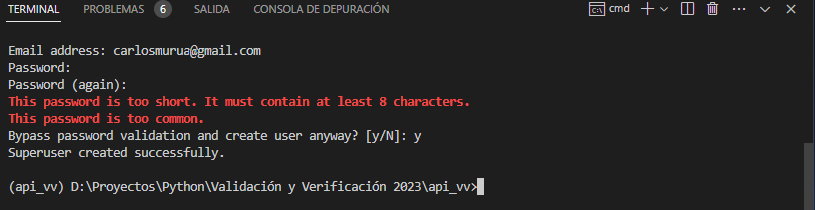 TERMINAL PROBLEMAS 6 SALIDA CONSOLA DE DEPURACIÓN cmd
Email address: carlosmurua@gmail.com
Password:
Password (again):
This password is too short. It must contain at least 8 characters.
This password is too common.
Bypass password validation and create user anyway? [y/N]: y
Superuser created successfully.
(api_vv) D:\Proyectos\Python\Validación y Verificación 2023\api_vv>